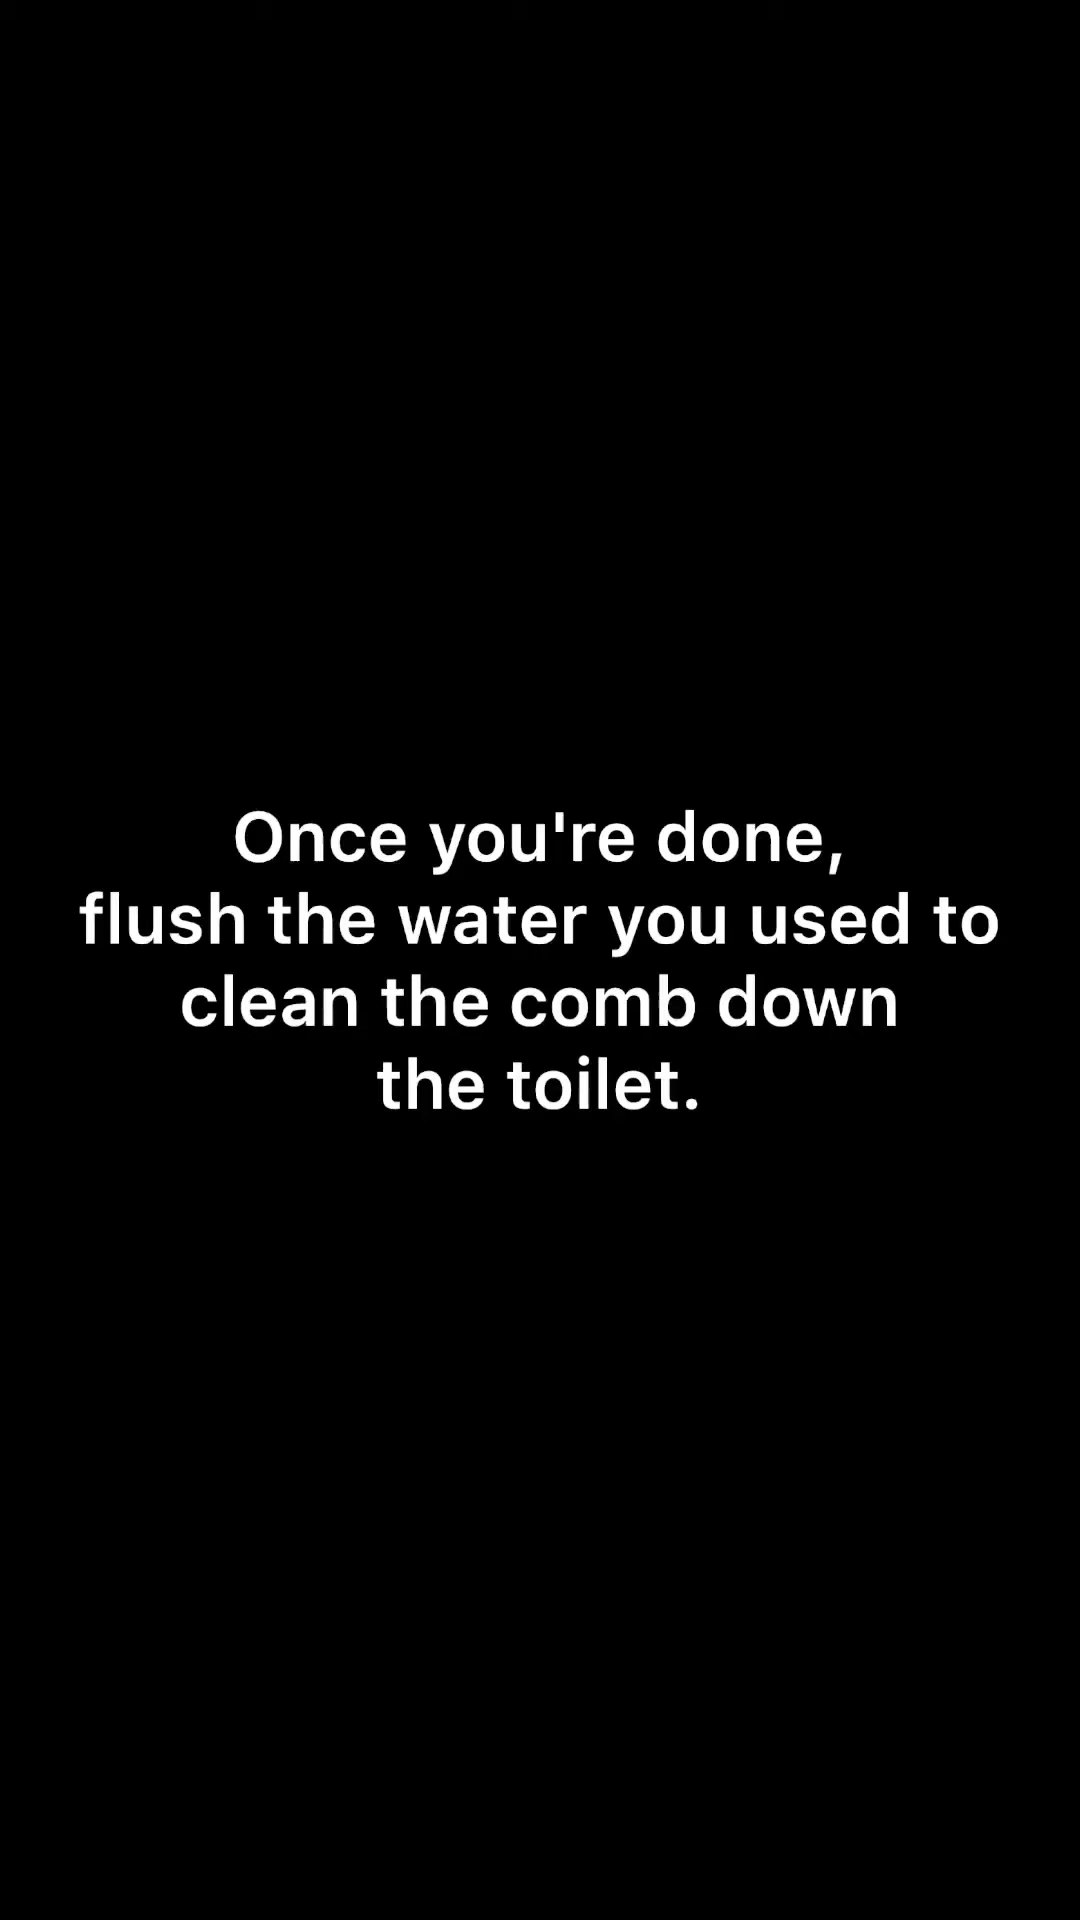 Once you're done,
flush the water you used to
clean the comb down
the toilet.